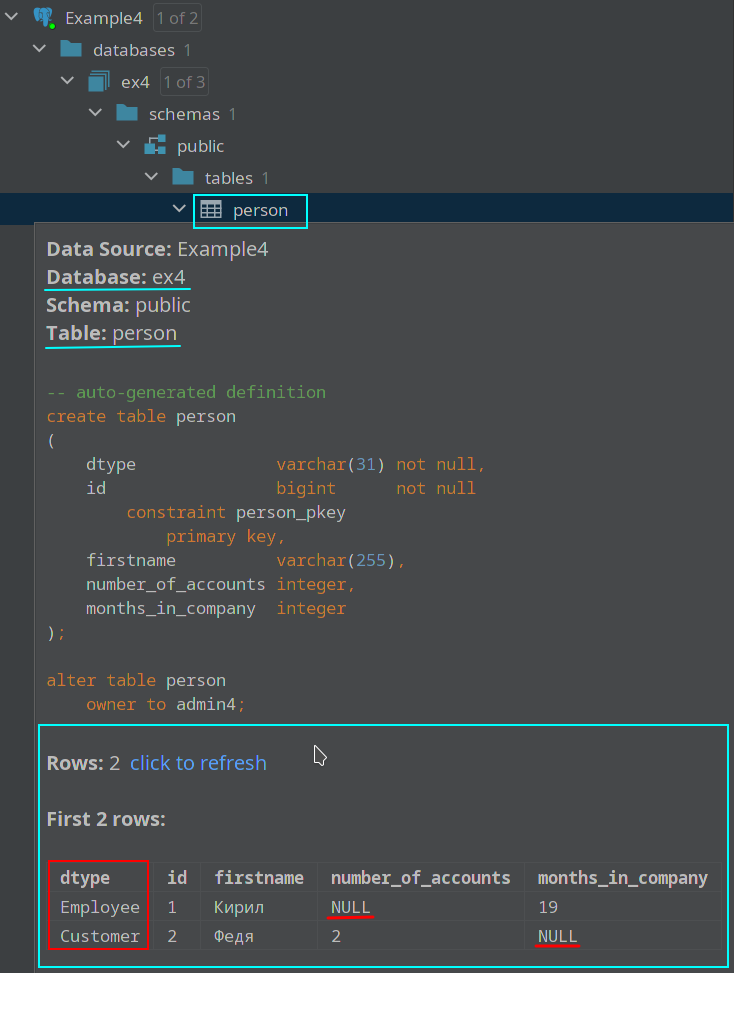 Example4 1 of 2
databases 1
ex4 1 of 3
schemas 1
public
tables 1
person
Data Source: Example4
Database: ex4
Schema: public
Table: person
-- auto-generated definition
create table person
(
dtype varchar(31) not null,
id bigint not null
constraint person_pkey
primary key,
firstname varchar(255),
number_of_accounts integer,
months_in_company integer
);
alter table person
owner to admin4;
Rows: 2 click to refresh
First 2 rows:
dtype id firstname number_of_accounts months_in_company
Employee 1 Кирил NULL 19
Customer 2 Федя 2 NULL